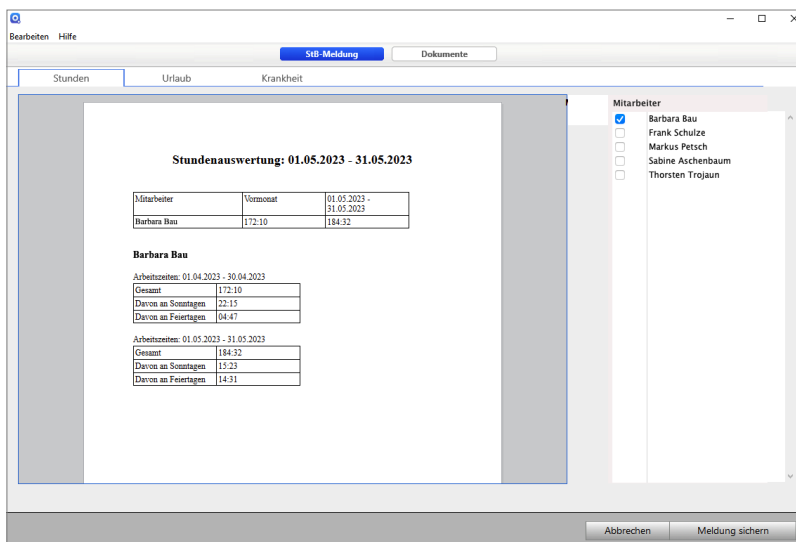 Bearbeiten Hilfe
StB-Meldung Dokumente
Stunden Urlaub Krankheit
Stundenauswertung: 01.05.2023 - 31.05.2023
Mitarbeiter Vormonat 01.05.2023 -
31.05.2023
Barbara Bau 172:10 184:32
Barbara Bau
Arbeitszeiten: 01.04.2023 - 30.04.2023
Gesamt 172:10
Davon an Sonntagen 22:15
Davon an Feiertagen 04:47
Arbeitszeiten: 01.05.2023 - 31.05.2023
Gesamt 184:32
Davon an Sonntagen 15:23
Davon an Feiertagen 14:31
Mitarbeiter
Barbara Bau
Frank Schulze
Markus Petsch
Sabine Aschenbaum
Thorsten Trojaun
Abbrechen Meldung sichern